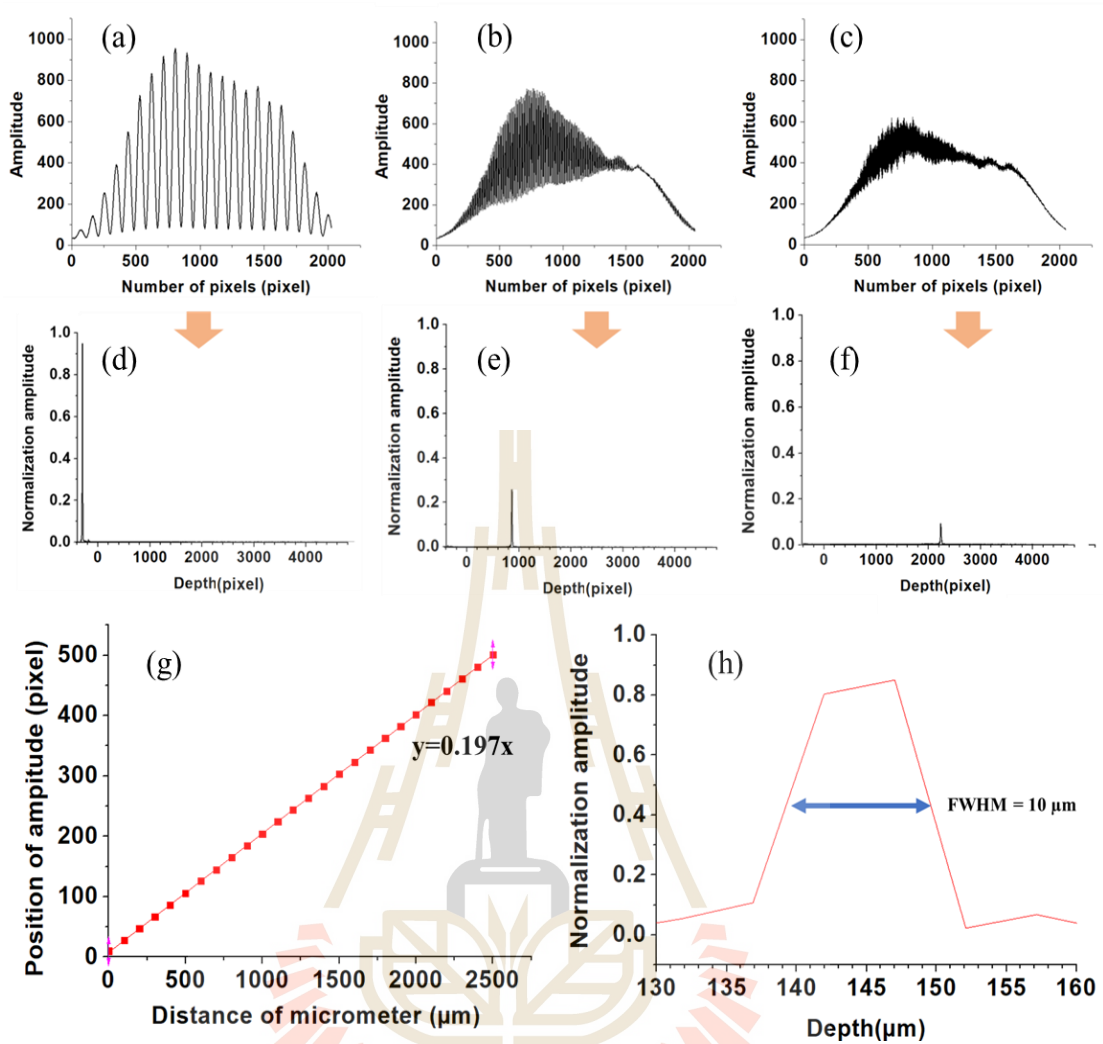 (a)
Amplitude
1000
800
600
400
200
0
0 500 1000 1500 2000
Number of pixels (pixel)
(b)
Amplitude
1000
800
600
400
200
0
0 500 1000 1500 2000
Number of pixels (pixel)
(c)
Amplitude
1000
800
600
400
200
0
0 500 1000 1500 2000
Number of pixels (pixel)
(d)
Normalization amplitude
1.0
0.8
0.6
0.4
0.2
0.0
0 1000 2000 3000 4000
Depth(pixel)
(e)
Normalization amplitude
1.0
0.8
0.6
0.4
0.2
0.0
0 1000 2000 3000 4000
Depth(pixel)
(f)
Normalization amplitude
1.0
0.8
0.6
0.4
0.2
0.0
0 1000 2000 3000 4000
Depth(pixel)
(g)
Position of ampitude (pixel)
500
400
300
200
100
0
y=0.197x
0 500 1000 1500 2000 2500
Distance of micrometer (μm)
(h)
Normalization amplitude
1.0
0.8
0.6
0.4
0.2
0.0
FWHM = 10 μm
130 135 140 145 150 155 160
Depth(μm)